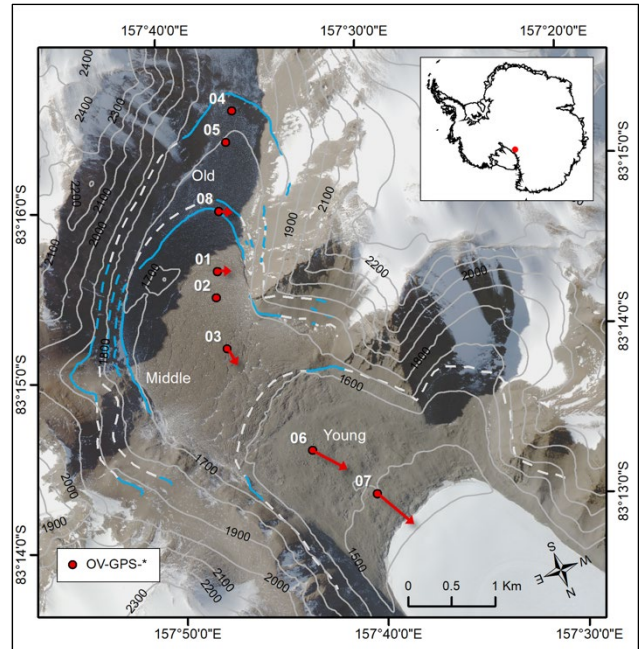 157°40'0"E
157°30'0"E
157°20'0"E
83°16'0"S
83°15'0"S
83°14'0"S
83°15'0"S
83°14'0"S
83°13'0"S
2400
2400
2300
2200
2100
2000
04
05
Old
08
1900
2100
01
02
1700
1800
03
Middle
2200
2000
1800
1600
06
Young
07
1700
1900
2000
1900
2000
2100
2200
2300
1500
OV-GPS-*
0 0.5 1 Km
S
W
E
N
157°50'0"E
157°40'0"E
157°30'0"E